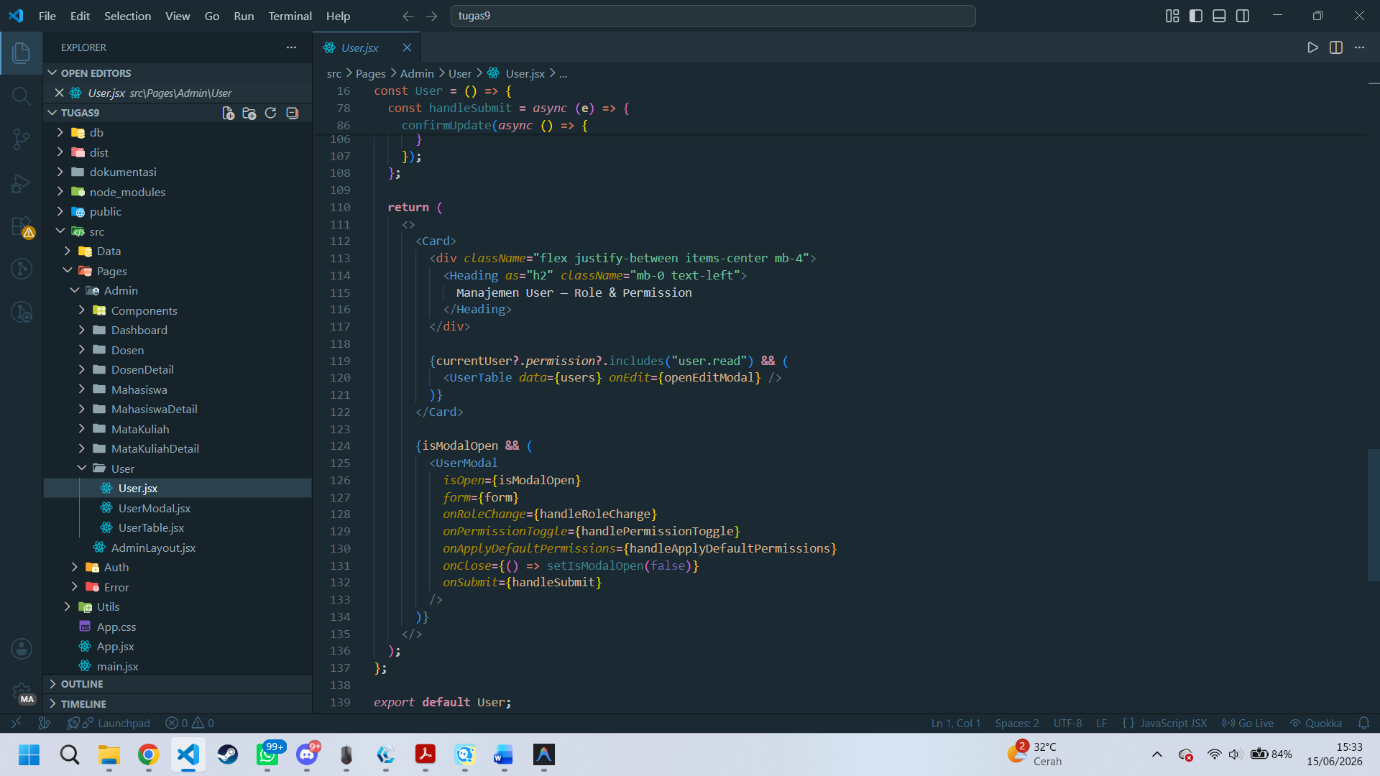 File Edit Selection View Go Run Terminal Help
tugas9
EXPLORER
OPEN EDITORS
User.jsx src\Pages\Admin\User
TUGAS9
db
dist
dokumentasi
node_modules
public
src
Data
Pages
Admin
Components
Dashboard
Dosen
DosenDetail
Mahasiswa
MahasiswaDetail
MataKuliah
MataKuliahDetail
User
User.jsx
UserModal.jsx
UserTable.jsx
AdminLayout.jsx
Auth
Error
Utils
App.css
App.jsx
main.jsx
OUTLINE
TIMELINE
MA
User.jsx
src > Pages > Admin > User > User.jsx > ...
16 const User = () => {
78 const handleSubmit = async (e) => {
86 confirmUpdate(async () => {
106 }
107 });
108 };
109
110 return (
111 <>
112 <Card>
113 <div className="flex justify-between items-center mb-4">
114 <Heading as="h2" className="mb-0 text-left">
115 Manajemen User — Role & Permission
116 </Heading>
117 </div>
118
119 {currentUser?.permission?.includes("user.read") && (
120 <UserTable data={users} onEdit={openEditModal} />
121 )}
122 </Card>
123
124 {isModalOpen && (
125 <UserModal
126 isOpen={isModalOpen}
127 form={form}
128 onRoleChange={handleRoleChange}
129 onPermissionToggle={handlePermissionToggle}
130 onApplyDefaultPermissions={handleApplyDefaultPermissions}
131 onClose={() => setIsModalOpen(false)}
132 onSubmit={handleSubmit}
133 />
134 )}
135 </>
136 );
137 };
138
139 export default User;
Launchpad 0 0 Ln 1, Col 1 Spaces: 2 UTF-8 LF {} JavaScript JSX Go Live Quokka
99+ 9+ 2 32°C 84% 15:33
Cerah 15/06/2026